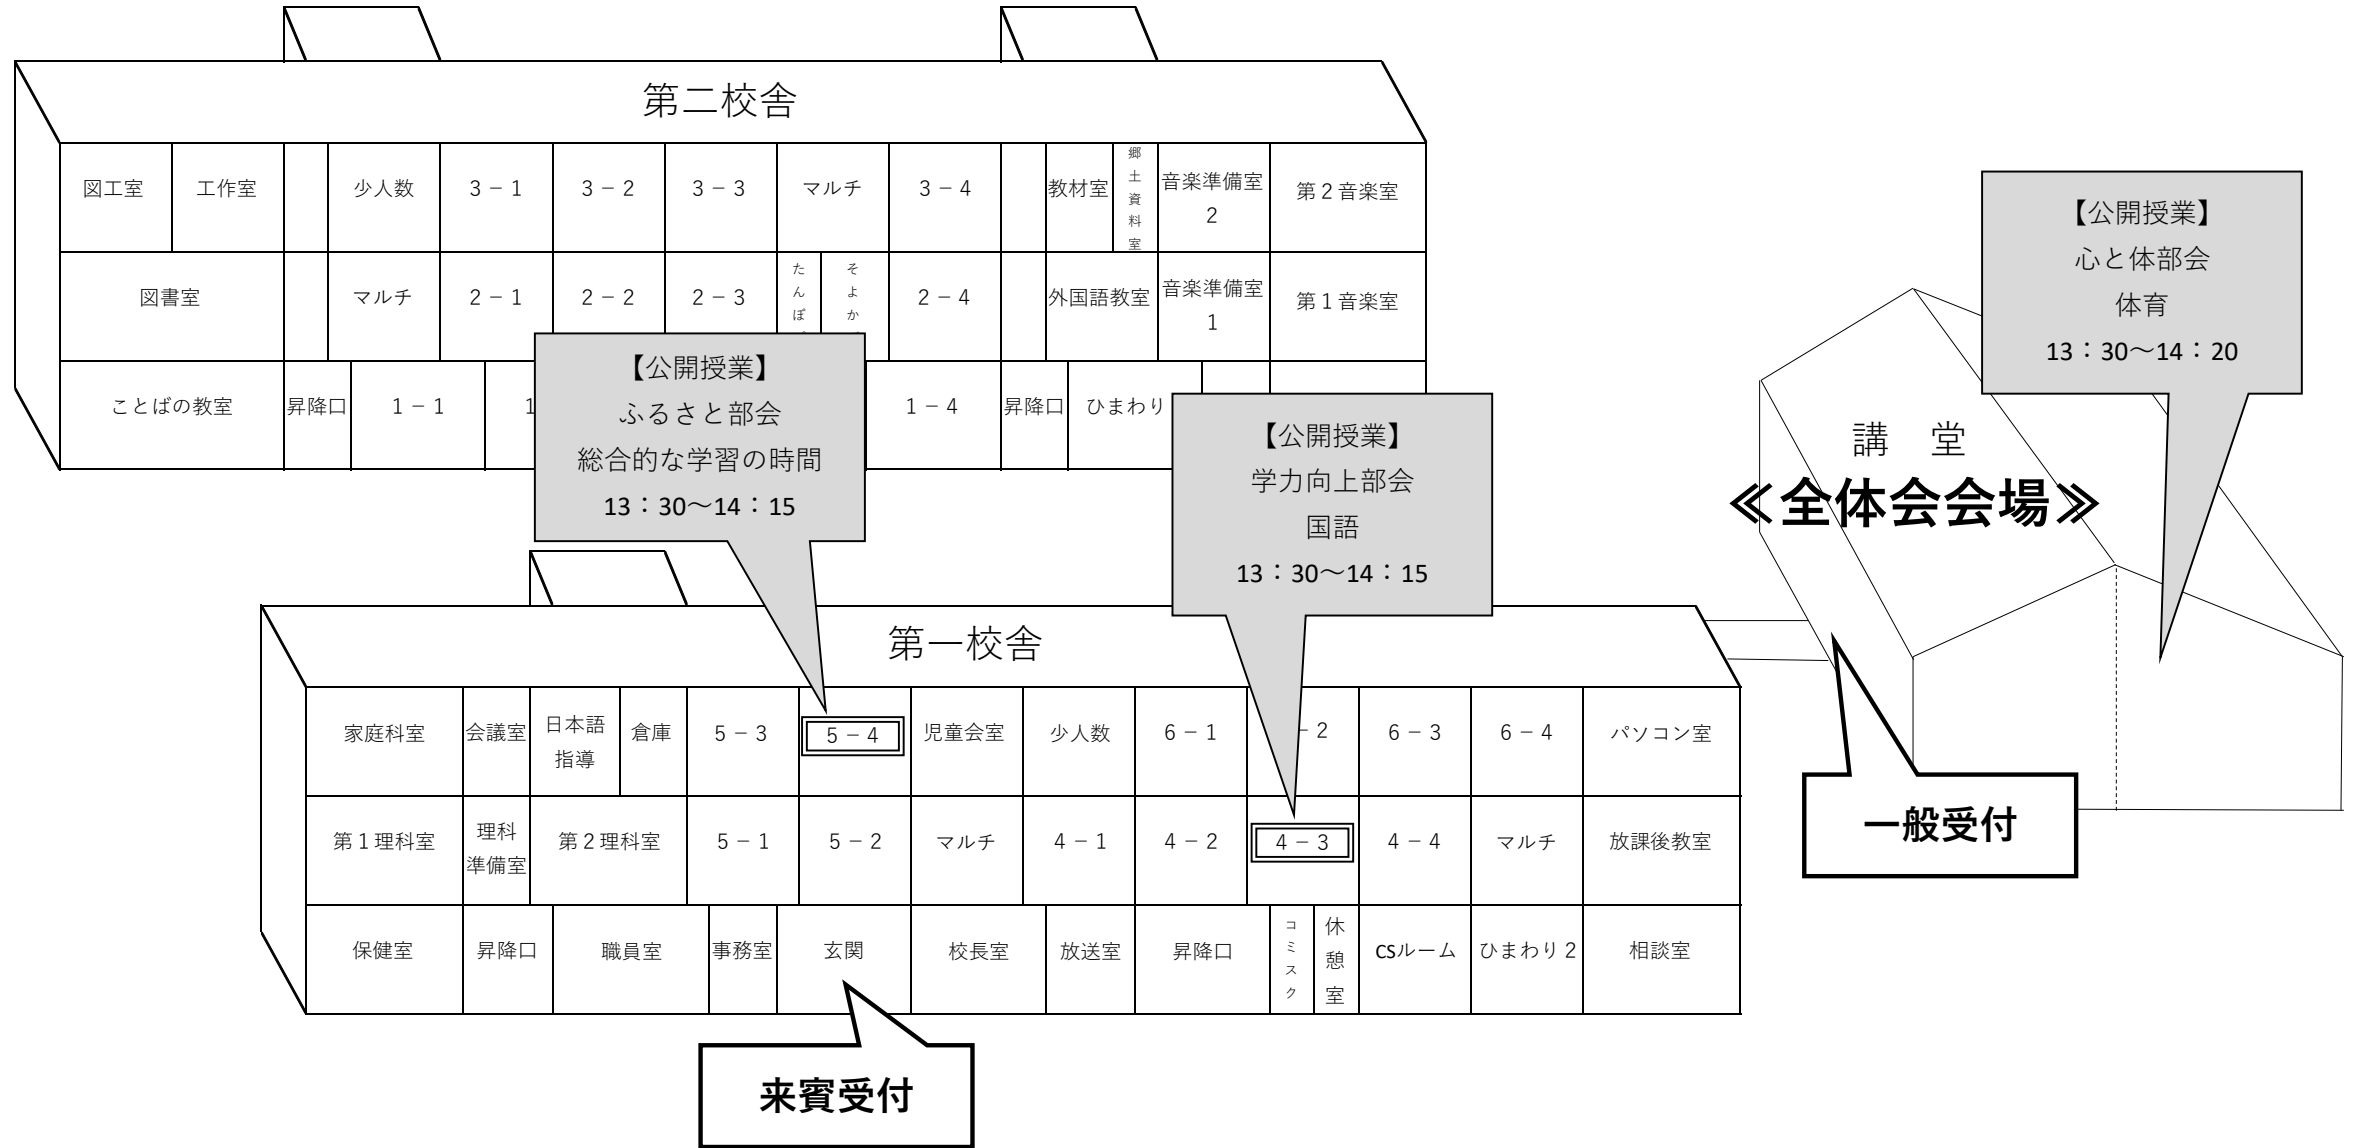 第二校舎
図工室
工作室
少人数
3－1
3－2
3－3
マルチ
3－4
教材室
郷土資料室
音楽準備室
2
第2音楽室
図書室
マルチ
2－1
2－2
2－3
たんぽ
そよか
2－4
外国語教室
音楽準備室
1
第1音楽室
ことばの教室
昇降口
1－1
1
1－4
昇降口
ひまわり
【公開授業】
ふるさと部会
総合的な学習の時間
13：30～14：15
【公開授業】
学力向上部会
国語
13：30～14：15
【公開授業】
心と体部会
体育
13：30～14：20
講　堂
≪全体会会場≫
第一校舎
家庭科室
会議室
日本語
指導
倉庫
5－3
5－4
児童会室
少人数
6－1
－2
6－3
6－4
パソコン室
第1理科室
理科
準備室
第2理科室
5－1
5－2
マルチ
4－1
4－2
4－3
4－4
マルチ
放課後教室
保健室
昇降口
職員室
事務室
玄関
校長室
放送室
昇降口
コミスク
休憩室
CSルーム
ひまわり2
相談室
一般受付
来賓受付